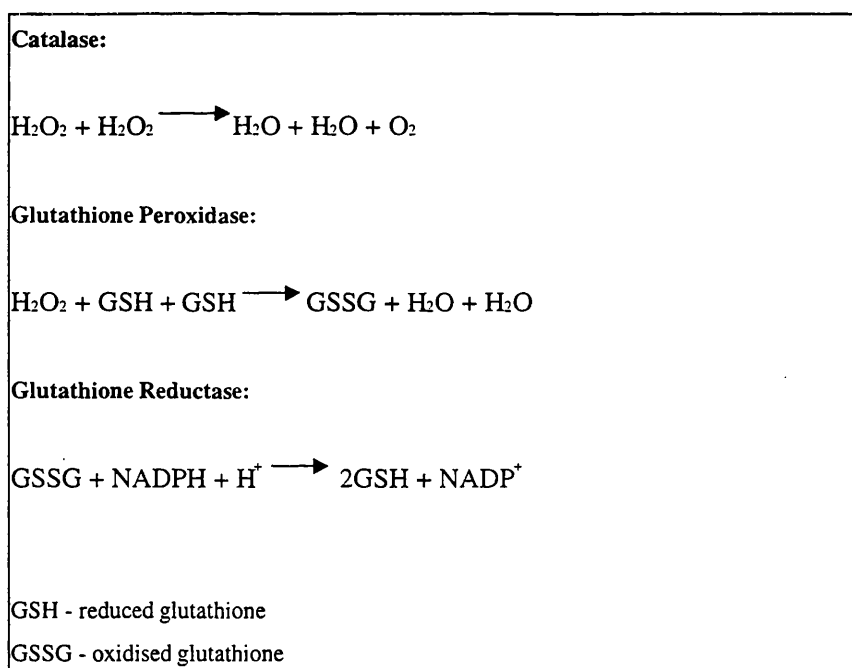 Catalase:
H₂O₂ + H₂O₂ ⟶ H₂O + H₂O + O₂
Glutathione Peroxidase:
H₂O₂ + GSH + GSH ⟶ GSSG + H₂O + H₂O
Glutathione Reductase:
GSSG + NADPH + H⁺ ⟶ 2GSH + NADP⁺
GSH - reduced glutathione
GSSG - oxidised glutathione